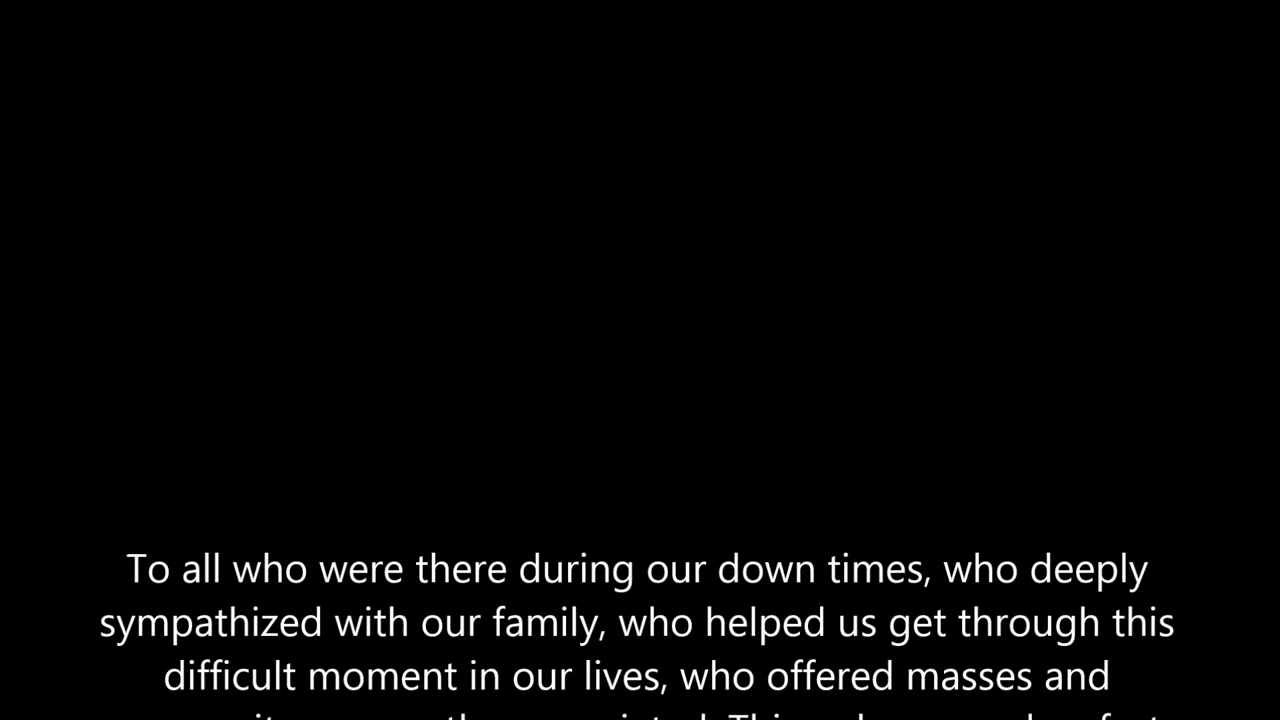 To all who were there during our down times, who deeply
sympathized with our family, who helped us get through this
difficult moment in our lives, who offered masses and